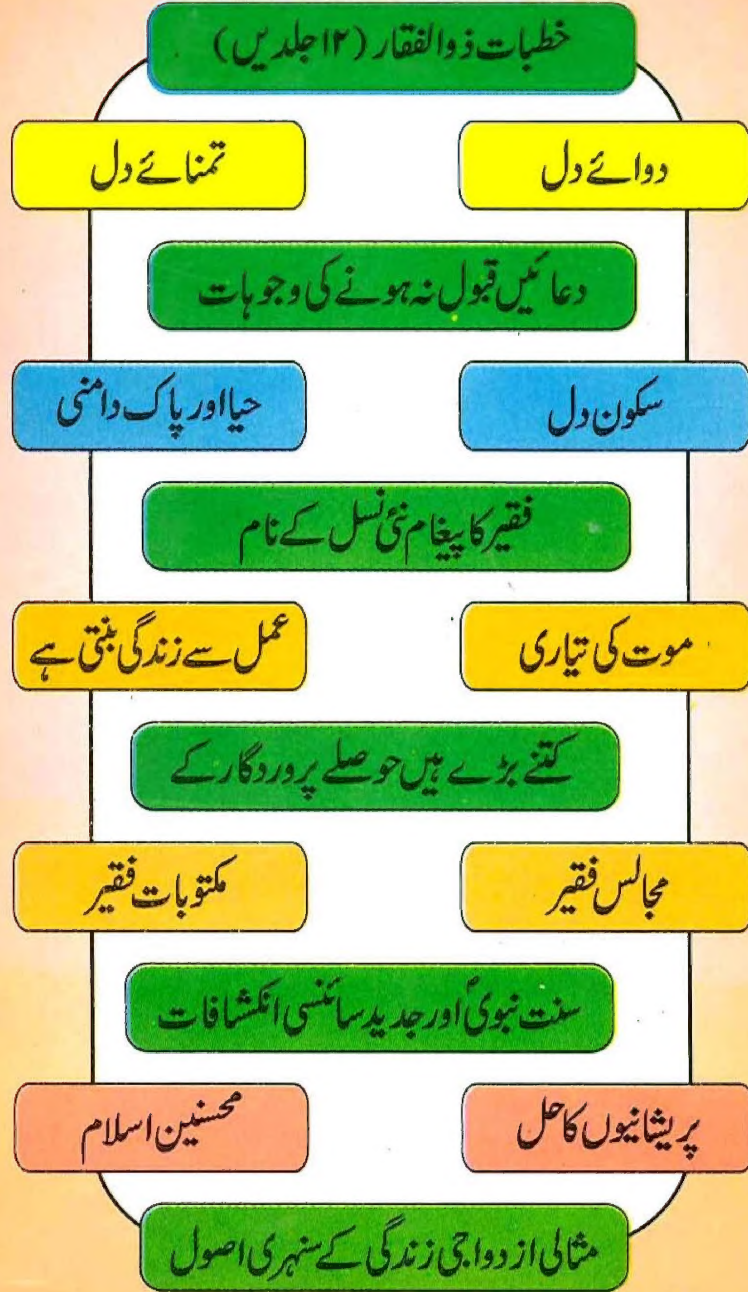 خطبات ذوالفقار (۱۲ جلدیں)
دوائے دل
تمنائے دل
دعائیں قبول نہ ہونے کی وجوہات
سکون دل
حیا اور پاک دامنی
فقیر کا پیغام نئی نسل کے نام
موت کی تیاری
عمل سے زندگی بنتی ہے
کتنے بڑے ہیں حوصلے پروردگار کے
مجالس فقیر
مکتوبات فقیر
سنت نبویؐ اور جدید سائنسی انکشافات
پریشانیوں کا حل
محسنین اسلام
مثالی ازدواجی زندگی کے سنہری اصول